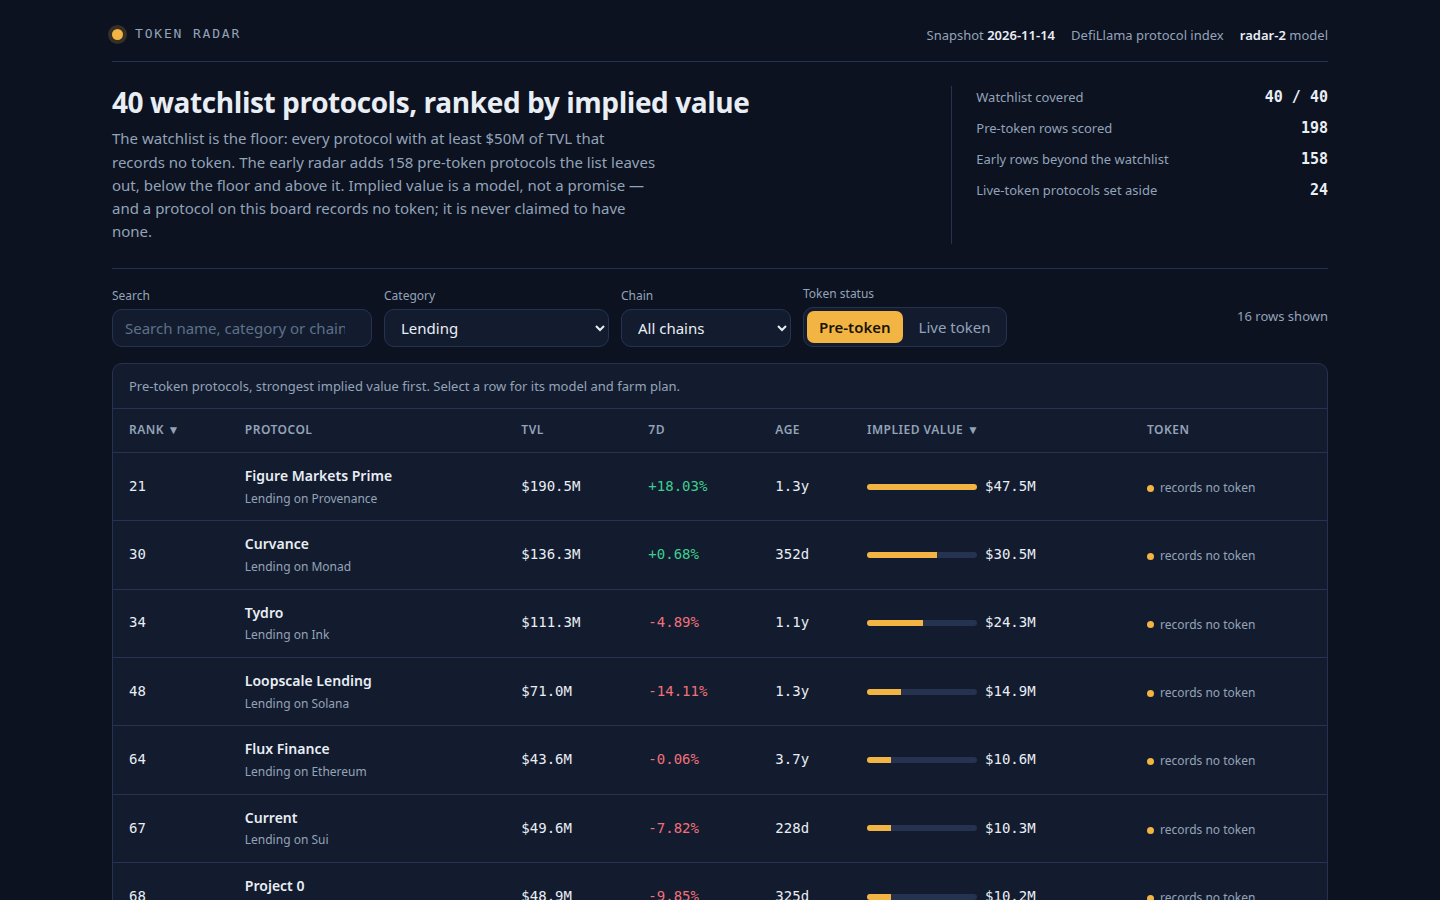 TOKEN RADAR
Snapshot 2026-11-14 DefiLlama protocol index radar-2 model
40 watchlist protocols, ranked by implied value
The watchlist is the floor: every protocol with at least $50M of TVL that
records no token. The early radar adds 158 pre-token protocols the list leaves
out, below the floor and above it. Implied value is a model, not a promise —
and a protocol on this board records no token; it is never claimed to have
none.
Watchlist covered 40 / 40
Pre-token rows scored 198
Early rows beyond the watchlist 158
Live-token protocols set aside 24
Search Category Chain Token status
Search name, category or chain Lending All chains Pre-token Live token 16 rows shown
Pre-token protocols, strongest implied value first. Select a row for its model and farm plan.
RANK ▼ PROTOCOL TVL 7D AGE IMPLIED VALUE ▼ TOKEN
21 Figure Markets Prime $190.5M +18.03% 1.3y $47.5M records no token
Lending on Provenance
30 Curvance $136.3M +0.68% 352d $30.5M records no token
Lending on Monad
34 Tydro $111.3M -4.89% 1.1y $24.3M records no token
Lending on Ink
48 Loopscale Lending $71.0M -14.11% 1.3y $14.9M records no token
Lending on Solana
64 Flux Finance $43.6M -0.06% 3.7y $10.6M records no token
Lending on Ethereum
67 Current $49.6M -7.82% 228d $10.3M records no token
Lending on Sui
68 Project 0 $48.9M -9.85% 325d $10.2M records no token